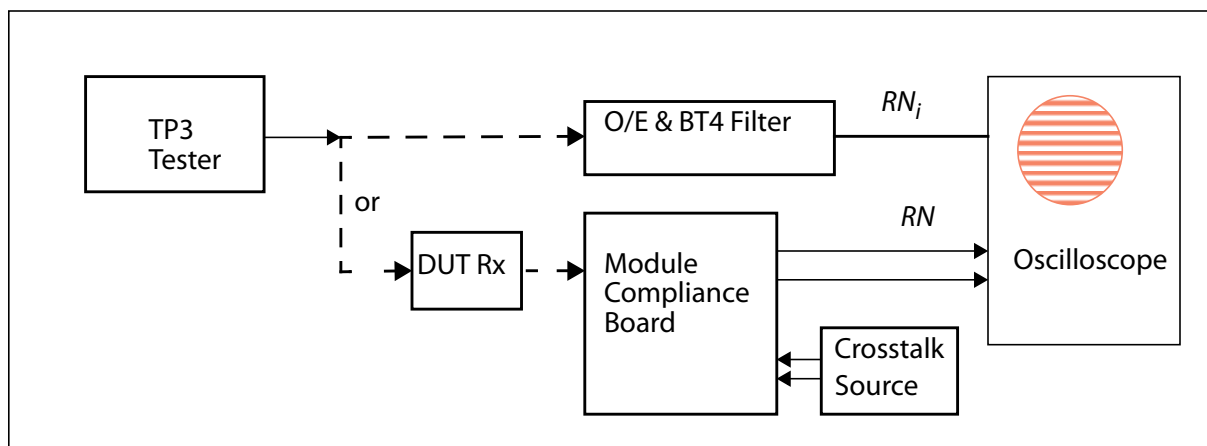 TP3
Tester
O/E & BT4 Filter
RNi
or
DUT Rx
Module
Compliance
Board
RN
Oscilloscope
Crosstalk
Source